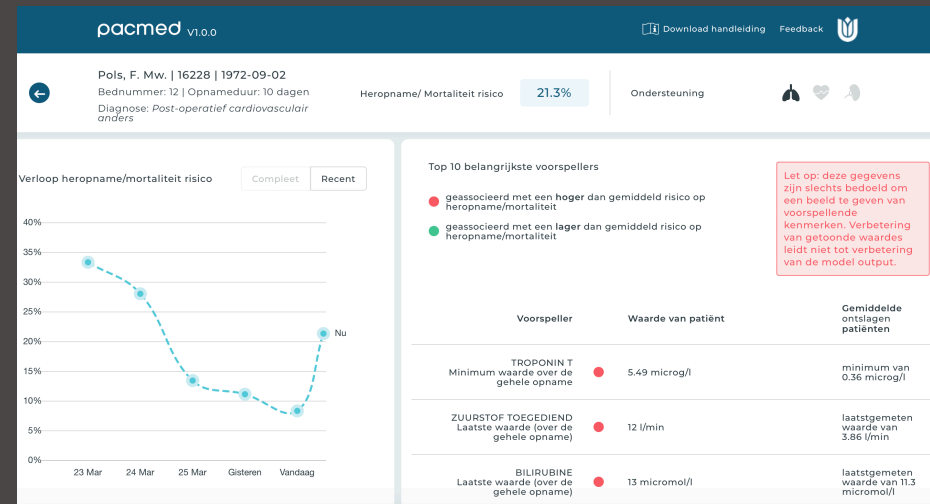 pacmed V1.0.0
Download handleiding Feedback
Pols, F. Mw. | 16228 | 1972-09-02
Bednummer: 12 | Opnameduur: 10 dagen
Diagnose: Post-operatief cardiovasculair
anders
Heropname/ Mortaliteit risico 21.3%
Ondersteuning
Verloop heropname/mortaliteit risico
Compleet Recent
40%
35%
30%
25%
20%
15%
10%
5%
0%
Nu
23 Mar 24 Mar 25 Mar Gisteren Vandaag
Top 10 belangrijkste voorspellers
geassocieerd met een hoger dan gemiddeld risico op
heropname/mortaliteit
geassocieerd met een lager dan gemiddeld risico op
heropname/mortaliteit
Let op: deze gegevens
zijn slechts bedoeld om
een beeld te geven van
voorspellende
kenmerken. Verbetering
van getoonde waardes
leidt niet tot verbetering
van de model output.
Voorspeller Waarde van patiënt
Gemiddelde
ontslagen
patiënten
TROPONIN T
Minimum waarde over de
gehele opname
5.49 microg/l
minimum van
0.36 microg/l
ZUURSTOF TOEGEDIEND
Laatste waarde (over de
gehele opname)
12 l/min
laatstgemeten
waarde van
3.86 l/min
BILIRUBINE
Laatste waarde (over de
gehele opname)
13 micromol/l
laatstgemeten
waarde van 11.3
micromol/l